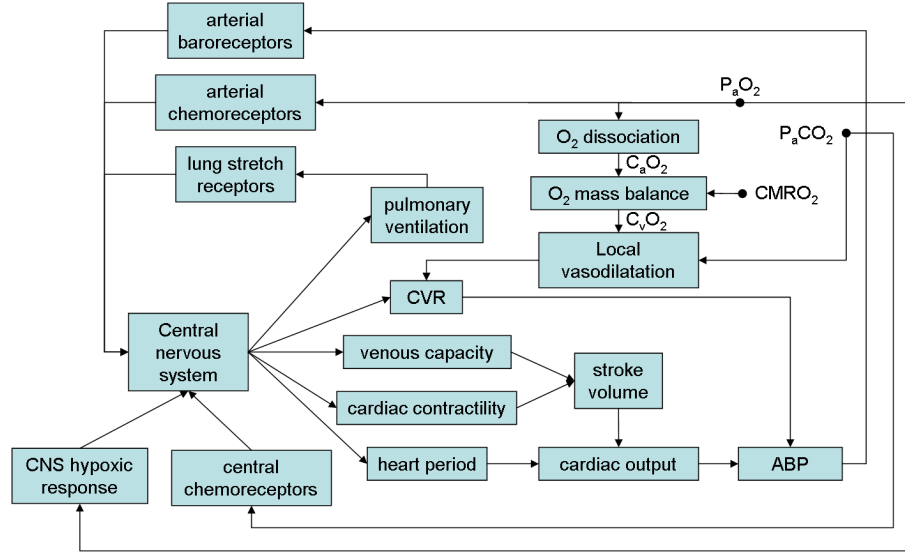 arterial
baroreceptors
arterial
chemoreceptors
PₐO₂
PₐCO₂
O₂ dissociation
CₐO₂
lung stretch
receptors
O₂ mass balance
CMRO₂
pulmonary
ventilation
CᵥO₂
Local
vasodilatation
CVR
Central
nervous
system
venous capacity
stroke
volume
cardiac contractility
CNS hypoxic
response
central
chemoreceptors
heart period
cardiac output
ABP